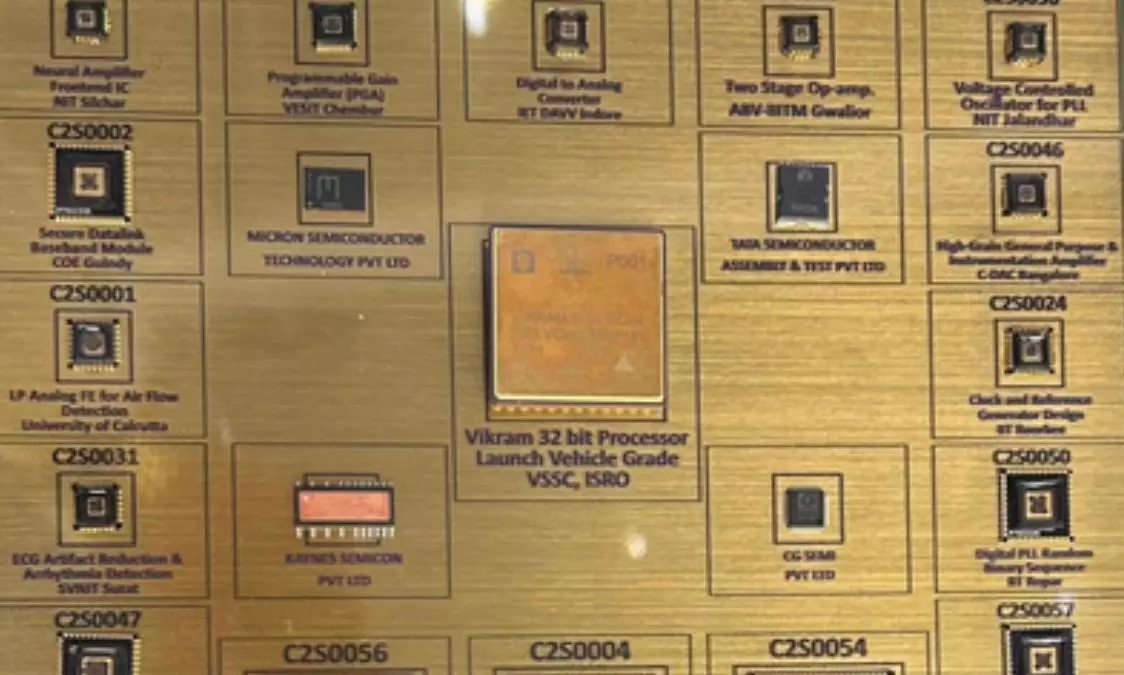 Neural Amplifier
Frontend IC
NIT Silchar
Programmable Gain
Amplifier (PGA)
VESIT Chembur
Digital to Analog
Converter
IET DAVV Indore
Two Stage Op-amp.
ABV-IIITM Gwalior
Voltage Controlled
Oscillator for PLL
NIT Jalandhar
C2S0002
Secure Datalink
Baseband Module
COE Guindy
MICRON SEMICONDUCTOR
TECHNOLOGY PVT LTD
TATA SEMICONDUCTOR
ASSEMBLY & TEST PVT LTD
C2S0046
High-Grain General Purpose &
Instrumentation Amplifier
C-DAC Bangalore
P001
Vikram 32 bit Processor
Launch Vehicle Grade
VSSC, ISRO
C2S0001
LP Analog FE for Air Flow
Detection
University of Calcutta
C2S0024
Clock and Reference
Generator Design
IIT Roorkee
C2S0031
ECG Artifact Reduction &
Arrhythmia Detection
SVNIT Surat
KAYNES SEMICON
PVT LTD
CG SEMI
PVT LTD
C2S0050
Digital PLL Random
Binary Sequence
IIT Ropar
C2S0047
C2S0056
C2S0004
C2S0054
C2S0057